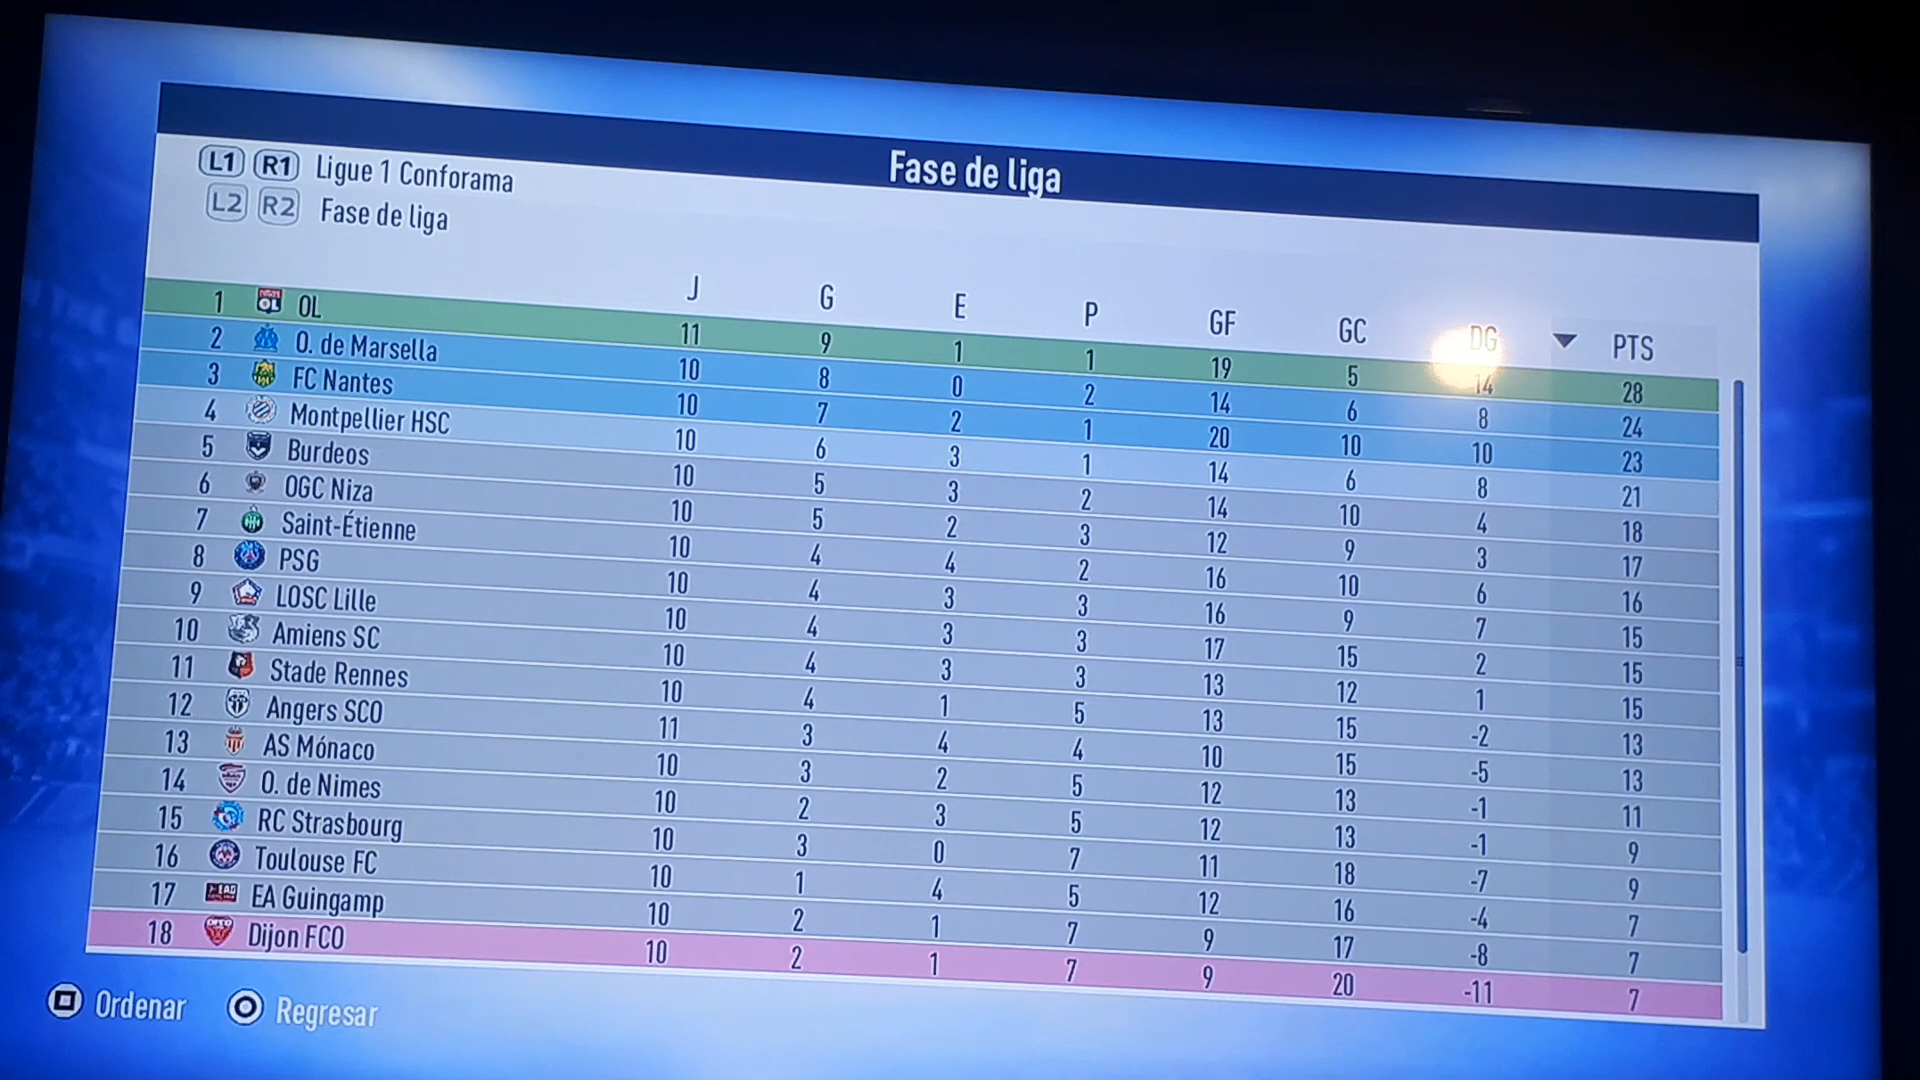 Fase de liga
L1 R1 Ligue 1 Conforama
L2 R2 Fase de liga
J G E P GF GC DG PTS
1 OL 11 9 1 1 19 5 14 28
2 O. de Marsella 10 8 0 2 14 6 8 24
3 FC Nantes 10 7 2 1 20 10 10 23
4 Montpellier HSC 10 6 3 1 14 6 8 21
5 Burdeos 10 5 3 2 14 10 4 18
6 OGC Niza 10 5 2 3 12 9 3 17
7 Saint-Étienne 10 4 4 2 16 10 6 16
8 PSG 10 4 3 3 16 9 7 15
9 LOSC Lille 10 4 3 3 17 15 2 15
10 Amiens SC 10 4 3 3 13 12 1 15
11 Stade Rennes 10 4 1 5 13 15 -2 13
12 Angers SCO 11 3 4 4 10 15 -5 13
13 AS Mónaco 10 3 2 5 12 13 -1 11
14 O. de Nimes 10 2 3 5 12 13 -1 9
15 RC Strasbourg 10 3 0 7 11 18 -7 9
16 Toulouse FC 10 1 4 5 12 16 -4 7
17 EA Guingamp 10 2 1 7 9 17 -8 7
18 Dijon FCO 10 2 1 7 9 20 -11 7
Ordenar Regresar